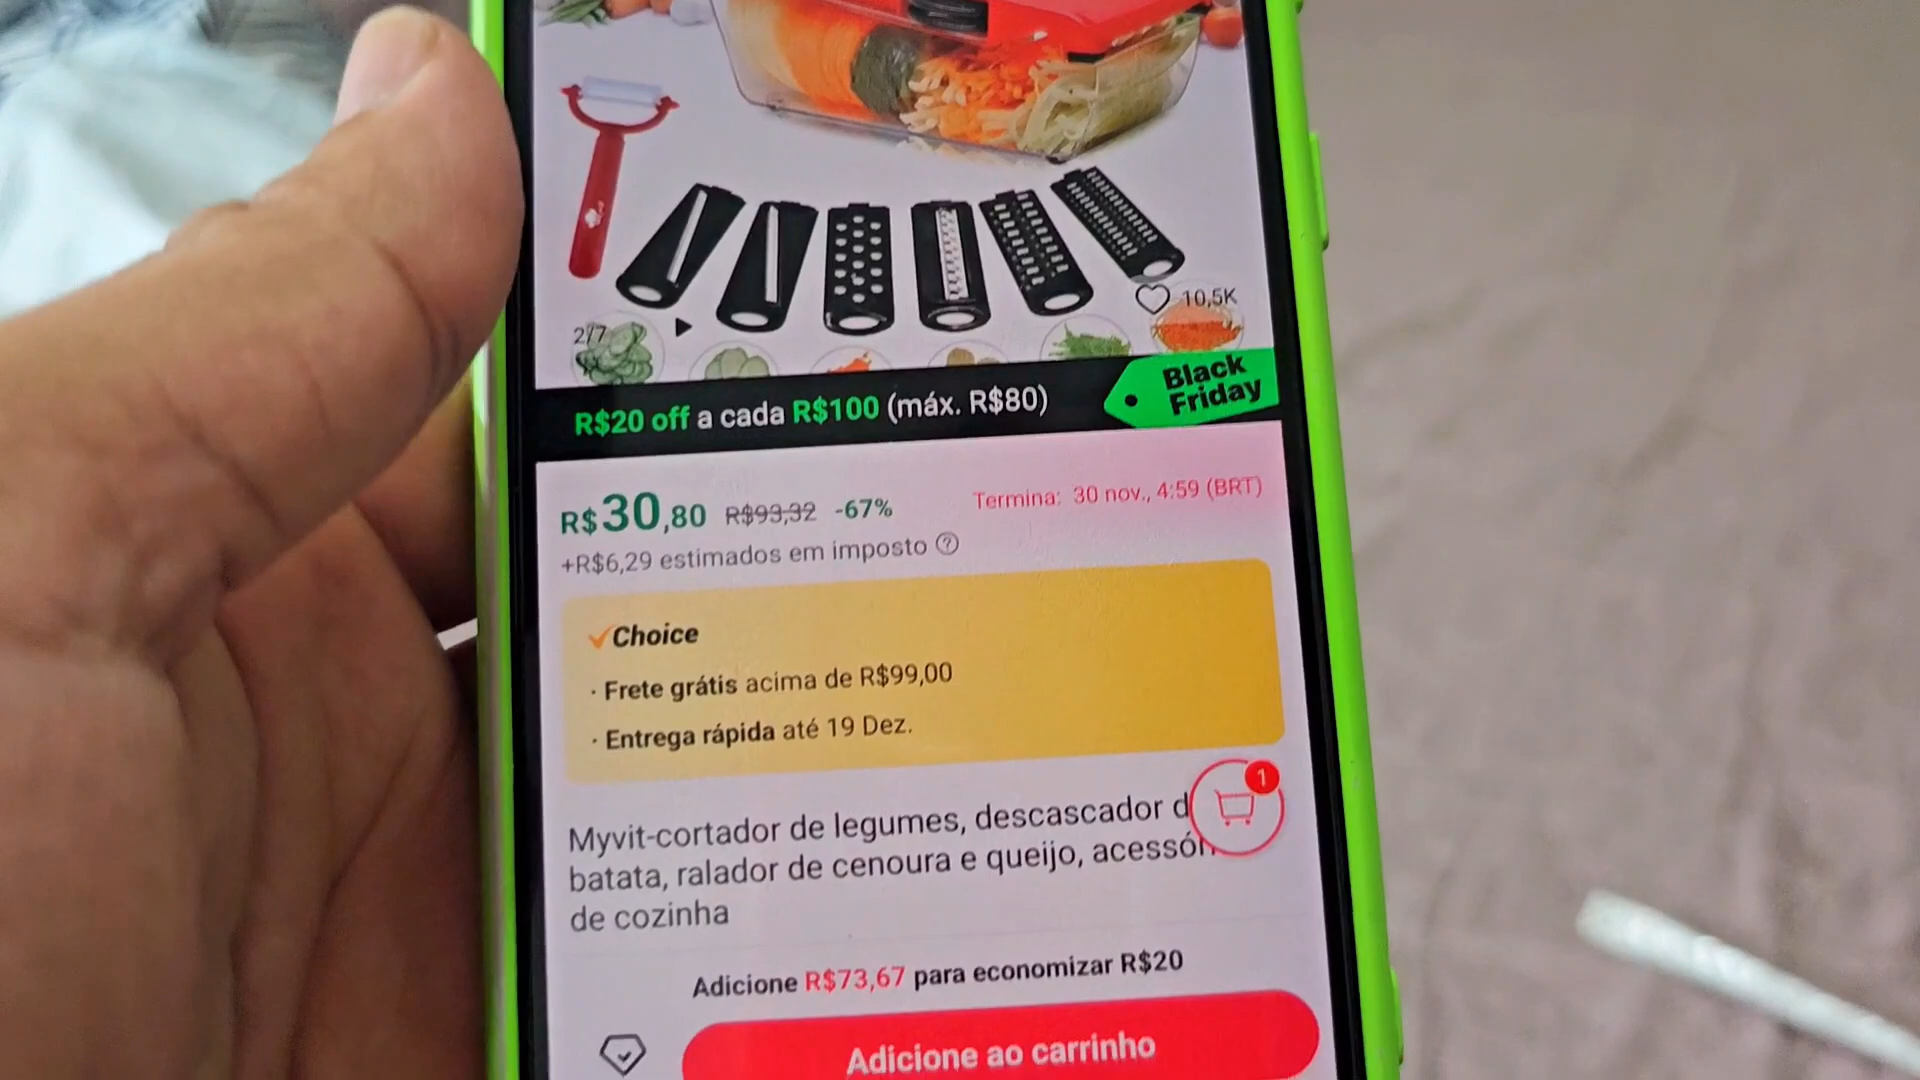 2/7
10,5K
R$20 off a cada R$100 (máx. R$80)
Black
Friday
R$30,80 R$93,32 -67%
Termina: 30 nov., 4:59 (BRT)
+R$6,29 estimados em imposto ?
Choice
· Frete grátis acima de R$99,00
· Entrega rápida até 19 Dez.
1
Myvit-cortador de legumes, descascador d
batata, ralador de cenoura e queijo, acessór
de cozinha
Adicione R$73,67 para economizar R$20
Adicione ao carrinho